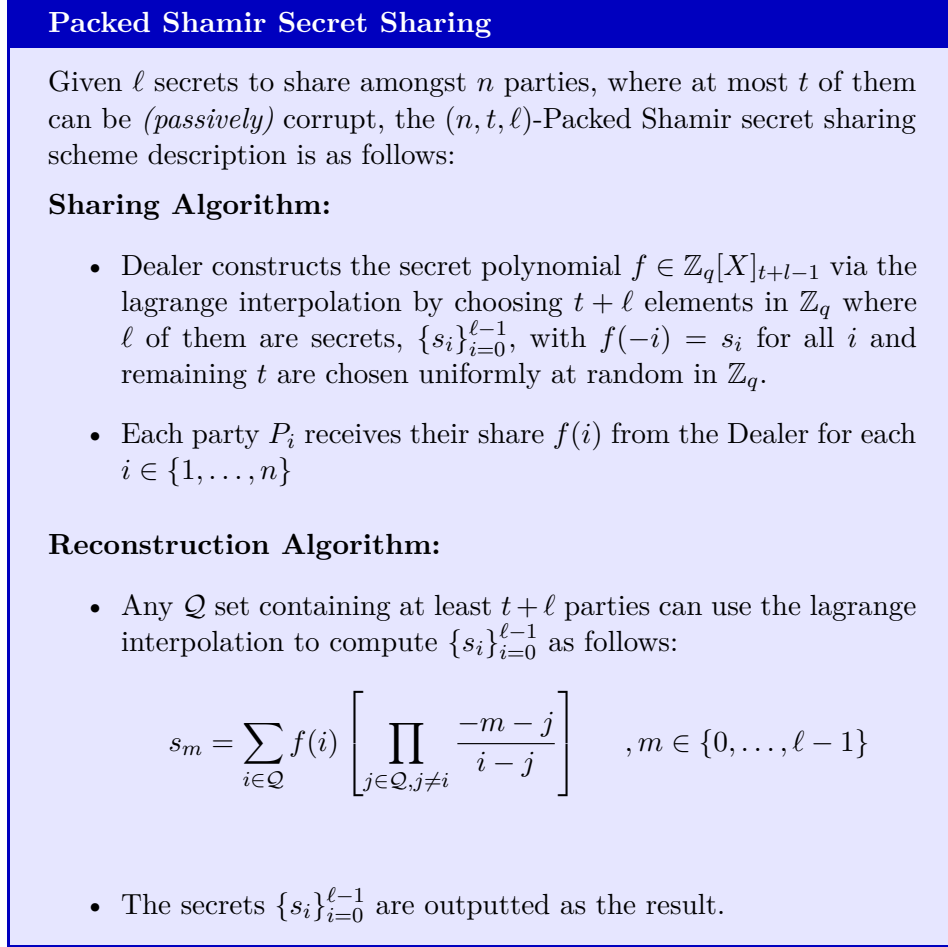 Packed Shamir Secret Sharing
Given ℓ secrets to share amongst n parties, where at most t of them
can be (passively) corrupt, the (n, t, ℓ)-Packed Shamir secret sharing
scheme description is as follows:
Sharing Algorithm:
• Dealer constructs the secret polynomial f ∈ ℤ_q[X]_{t+l−1} via the
lagrange interpolation by choosing t + ℓ elements in ℤ_q where
ℓ of them are secrets, {s_i}_{i=0}^{ℓ−1}, with f(−i) = s_i for all i and
remaining t are chosen uniformly at random in ℤ_q.
• Each party P_i receives their share f(i) from the Dealer for each
i ∈ {1, . . . , n}
Reconstruction Algorithm:
• Any 𝒬 set containing at least t + ℓ parties can use the lagrange
interpolation to compute {s_i}_{i=0}^{ℓ−1} as follows:
s_m = ∑_{i∈𝒬} f(i) [ ∏_{j∈𝒬,j≠i} \frac{−m − j}{i − j} ] , m ∈ {0, . . . , ℓ − 1}
• The secrets {s_i}_{i=0}^{ℓ−1} are outputted as the result.